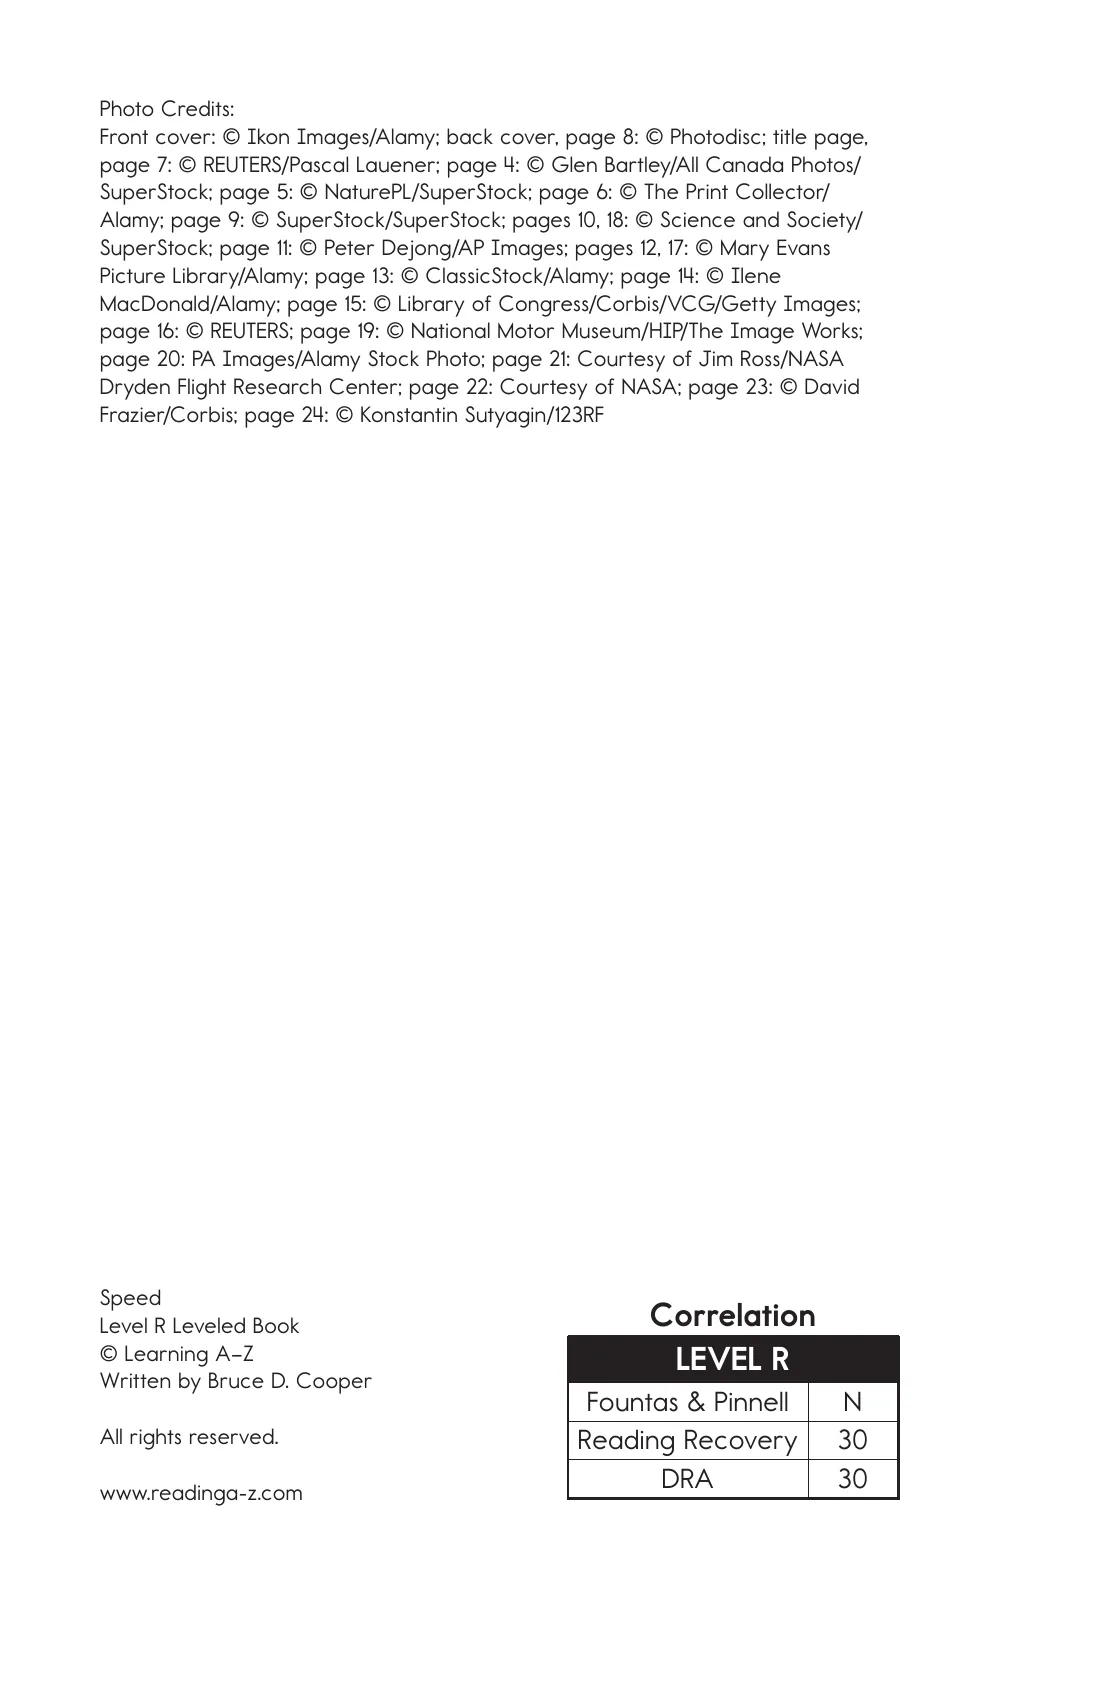 Photo Credits:
Front cover: © Ikon Images/Alamy; back cover, page 8: © Photodisc; title page,
page 7: © REUTERS/Pascal Lauener; page 4: © Glen Bartley/All Canada Photos/
SuperStock; page 5: © NaturePL/SuperStock; page 6: © The Print Collector/
Alamy; page 9: © SuperStock/SuperStock; pages 10, 18: © Science and Society/
SuperStock; page 11: © Peter Dejong/AP Images; pages 12, 17: © Mary Evans
Picture Library/Alamy; page 13: © ClassicStock/Alamy; page 14: © Ilene
MacDonald/Alamy; page 15: © Library of Congress/Corbis/VCG/Getty Images;
page 16: © REUTERS; page 19: © National Motor Museum/HIP/The Image Works;
page 20: PA Images/Alamy Stock Photo; page 21: Courtesy of Jim Ross/NASA
Dryden Flight Research Center; page 22: Courtesy of NASA; page 23: © David
Frazier/Corbis; page 24: © Konstantin Sutyagin/123RF
Speed
Level R Leveled Book
© Learning A–Z
Written by Bruce D. Cooper
All rights reserved.
www.readinga-z.com
Correlation
LEVEL R
Fountas & Pinnell N
Reading Recovery 30
DRA 30